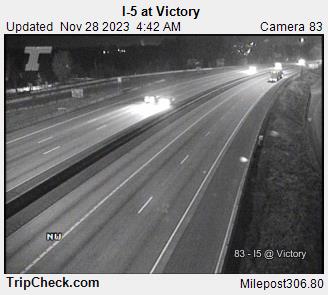 I-5 at Victory
Updated Nov 28 2023 4:42 AM Camera 83
T
NW
83 - I5 @ Victory
TripCheck.com Milepost306.80